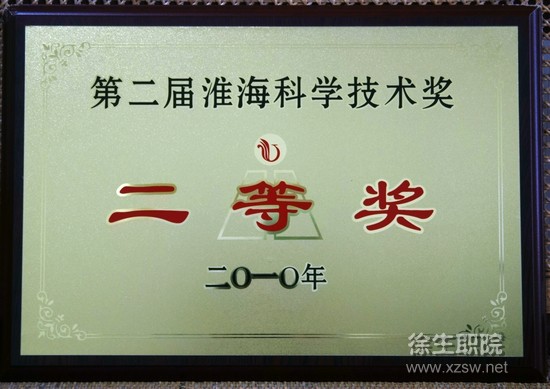 第二届淮海科学技术奖
二等奖
二〇一〇年
徐生职院
www.xzsw.net